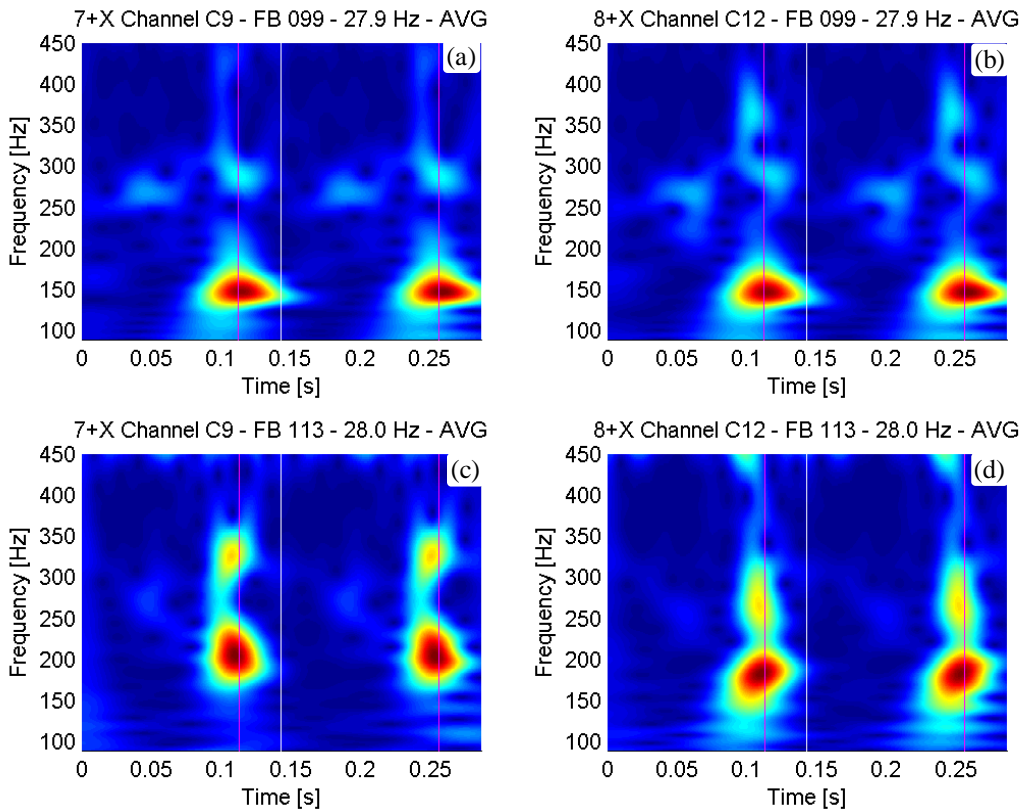 7+X Channel C9 - FB 099 - 27.9 Hz - AVG
(a)
Frequency [Hz]
450
400
350
300
250
200
150
100
0 0.05 0.1 0.15 0.2 0.25
Time [s]
8+X Channel C12 - FB 099 - 27.9 Hz - AVG
(b)
Frequency [Hz]
450
400
350
300
250
200
150
100
0 0.05 0.1 0.15 0.2 0.25
Time [s]
7+X Channel C9 - FB 113 - 28.0 Hz - AVG
(c)
Frequency [Hz]
450
400
350
300
250
200
150
100
0 0.05 0.1 0.15 0.2 0.25
Time [s]
8+X Channel C12 - FB 113 - 28.0 Hz - AVG
(d)
Frequency [Hz]
450
400
350
300
250
200
150
100
0 0.05 0.1 0.15 0.2 0.25
Time [s]